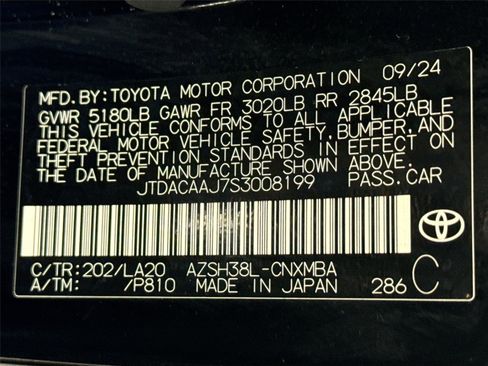 MFD.BY:TOYOTA MOTOR CORPORATION 09/24
GVWR 5180LB GAWR FR 3020LB RR 2845LB
THIS VEHICLE CONFORMS TO ALL APPLICABLE
FEDERAL MOTOR VEHICLE SAFETY,BUMPER,AND
THEFT PREVENTION STANDARDS IN EFFECT ON
THE DATE OF MANUFACTURE SHOWN ABOVE.
JTDACAAJ7S3008199 PASS.CAR
TOYOTA
C/TR:202/LA20 AZSH38L-CNXMBA
A/TM: /P810 MADE IN JAPAN 286 C